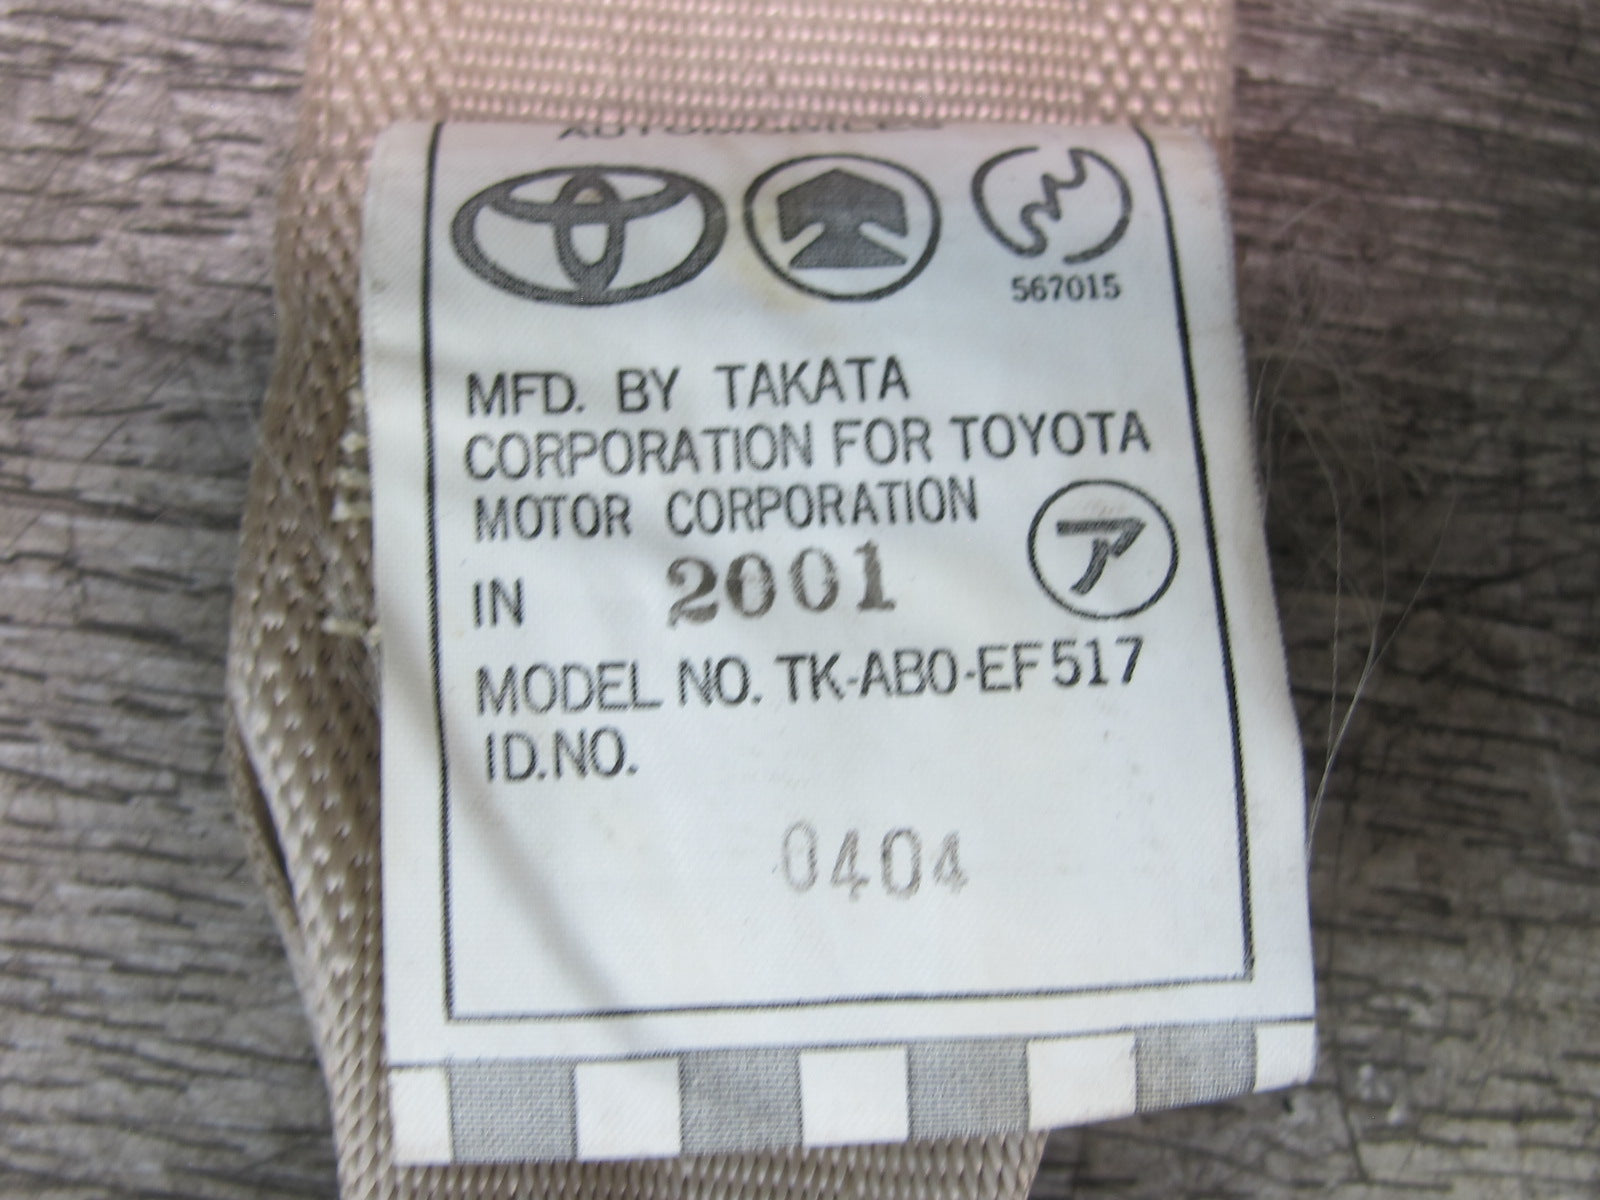 AUTOMOBILES
567015
MFD. BY TAKATA
CORPORATION FOR TOYOTA
MOTOR CORPORATION
ア
IN 2001
MODEL NO. TK-AB0-EF517
ID.NO.
0404